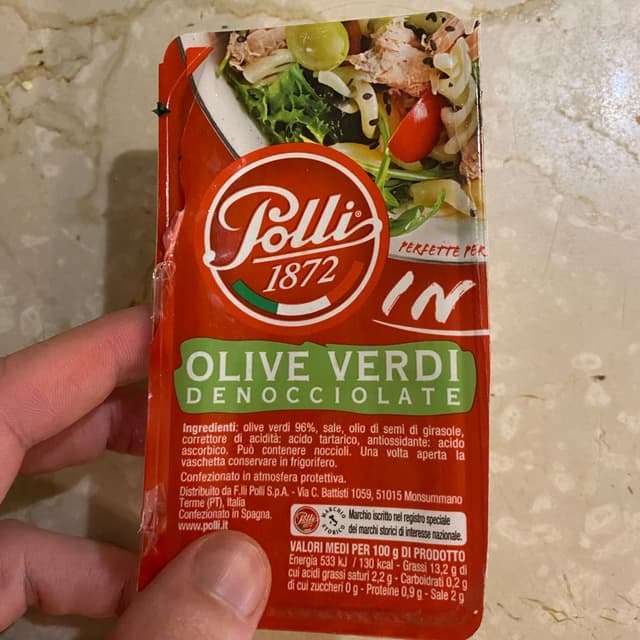 Polli®
1872
PERFETTE PER
IN
OLIVE VERDI
DENOCCIOLATE
Ingredienti: olive verdi 96%, sale, olio di semi di girasole,
correttore di acidità: acido tartarico, antiossidante: acido
ascorbico. Può contenere noccioli. Una volta aperta la
vaschetta conservare in frigorifero.
Confezionato in atmosfera protettiva.
Distribuito da F.lli Polli S.p.A. - Via C. Battisti 1059, 51015 Monsummano
Terme (PT), Italia
Confezionato in Spagna.
www.polli.it
Polli
MARCHIO
STORICO
Marchio iscritto nel registro speciale
dei marchi storici di interesse nazionale.
VALORI MEDI PER 100 g DI PRODOTTO
Energia 533 kJ / 130 kcal - Grassi 13,2 g di
cui acidi grassi saturi 2,2 g - Carboidrati 0,2 g
di cui zuccheri 0 g - Proteine 0,9 g - Sale 2 g